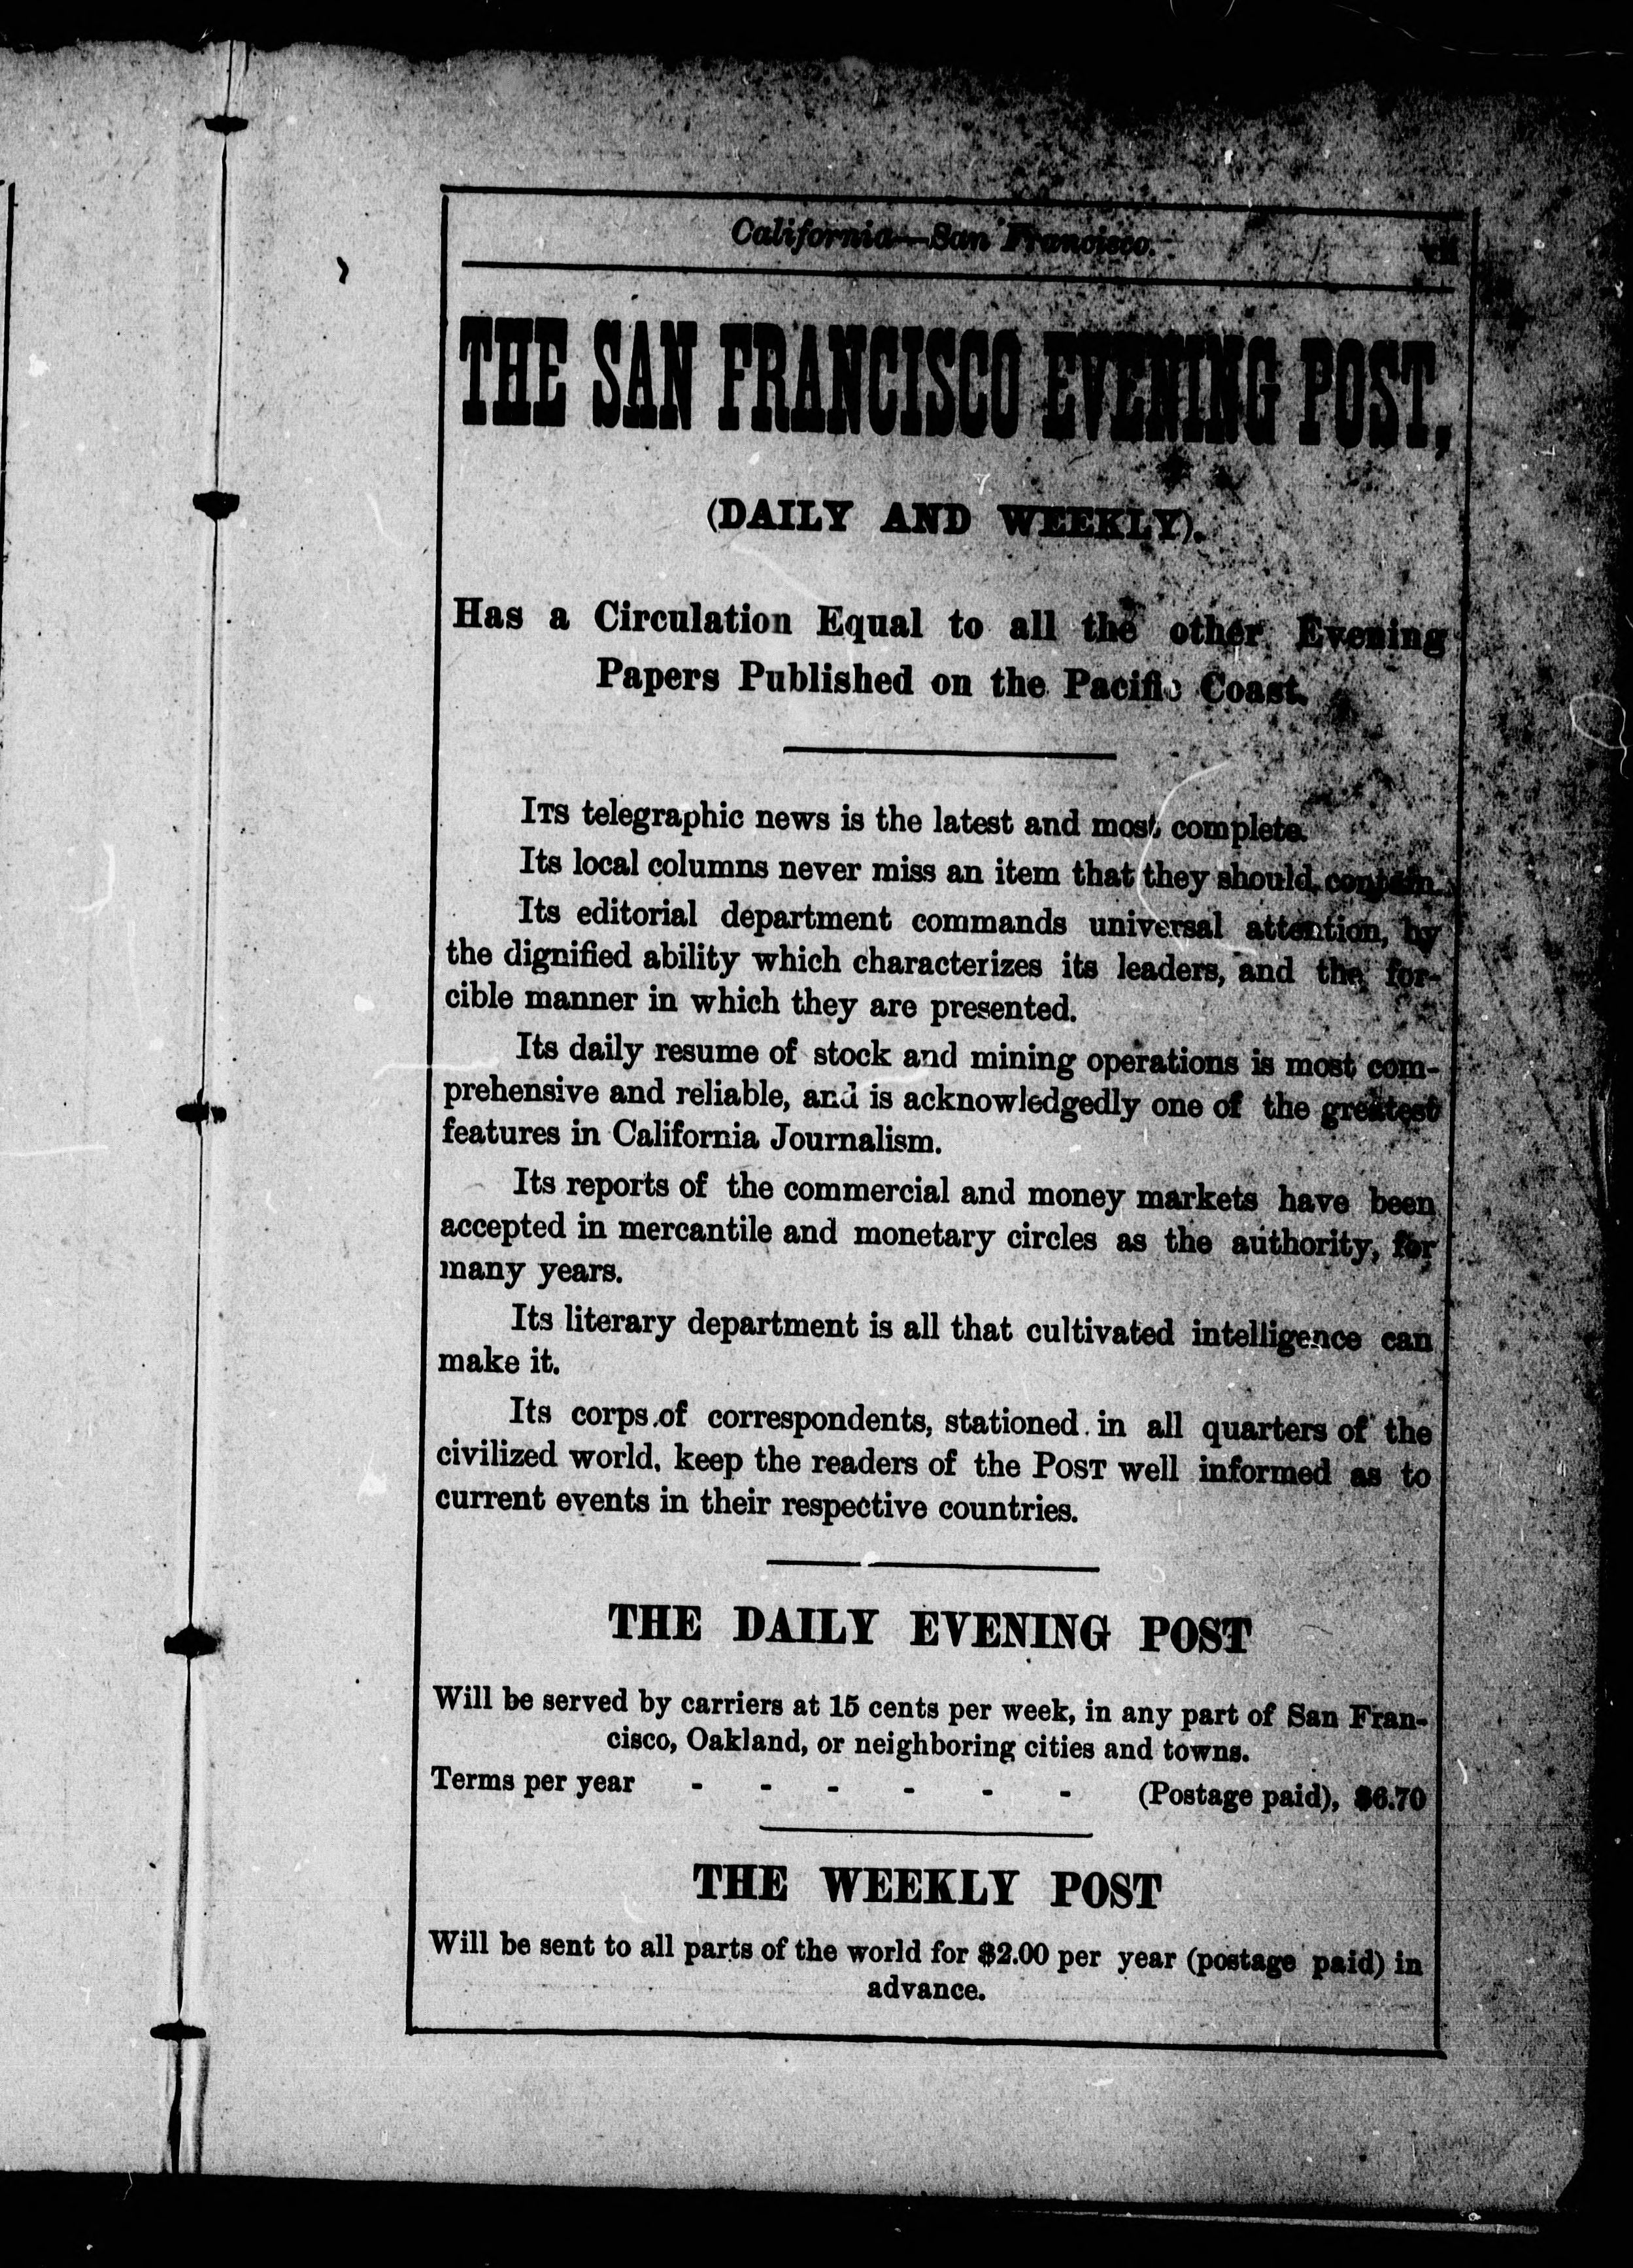 California—San Francisco. vii
THE SAN FRANCISCO EVENING POST,
(DAILY AND WEEKLY).
Has a Circulation Equal to all the other Evening
Papers Published on the Pacific Coast.
ITS telegraphic news is the latest and most complete.
Its local columns never miss an item that they should contain.
Its editorial department commands universal attention, by
the dignified ability which characterizes its leaders, and the for-
cible manner in which they are presented.
Its daily resume of stock and mining operations is most com-
prehensive and reliable, and is acknowledgedly one of the greatest
features in California Journalism.
Its reports of the commercial and money markets have been
accepted in mercantile and monetary circles as the authority, for
many years.
Its literary department is all that cultivated intelligence can
make it.
Its corps of correspondents, stationed in all quarters of the
civilized world, keep the readers of the POST well informed as to
current events in their respective countries.
THE DAILY EVENING POST
Will be served by carriers at 15 cents per week, in any part of San Fran-
cisco, Oakland, or neighboring cities and towns.
Terms per year - - - - - - (Postage paid), $6.70
THE WEEKLY POST
Will be sent to all parts of the world for $2.00 per year (postage paid) in
advance.